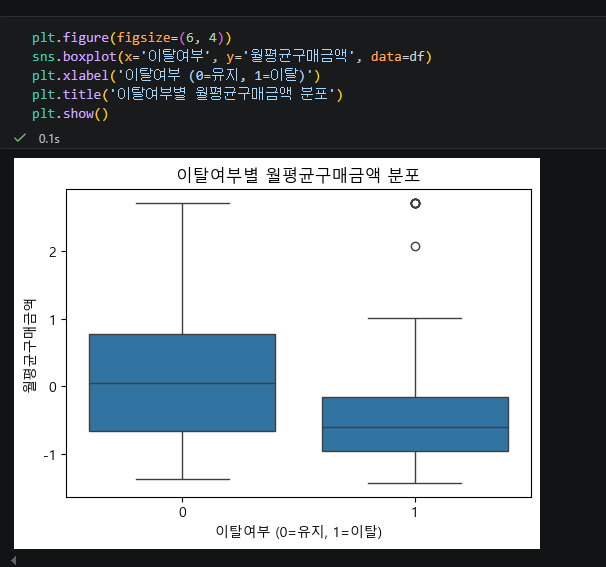 plt.figure(figsize=(6, 4))
sns.boxplot(x='이탈여부', y='월평균구매금액', data=df)
plt.xlabel('이탈여부 (0=유지, 1=이탈)')
plt.title('이탈여부별 월평균구매금액 분포')
plt.show()
0.1s
이탈여부별 월평균구매금액 분포
월평균구매금액
2
1
0
-1
0 1
이탈여부 (0=유지, 1=이탈)